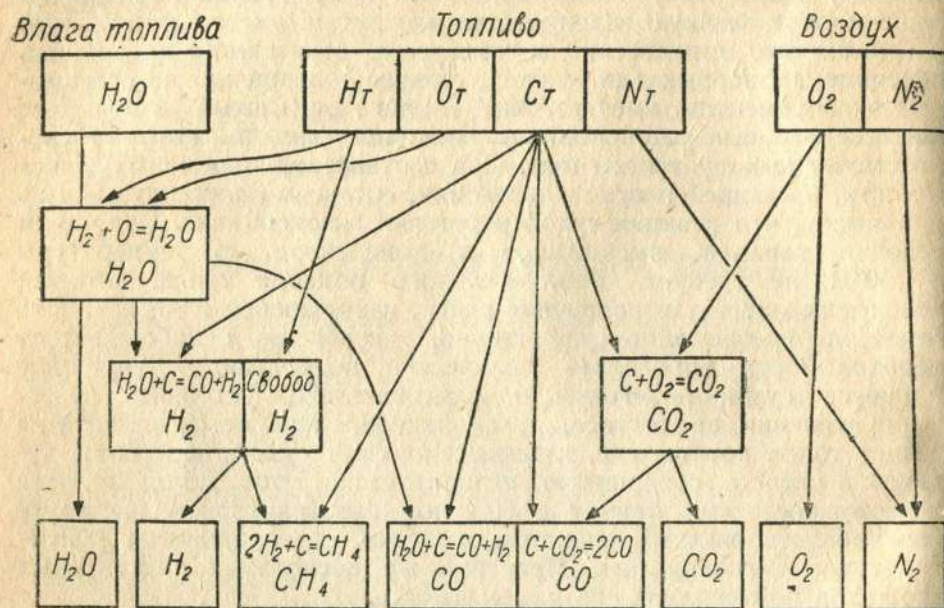 Влага топлива
Топливо
Воздух
H₂O
Hт
Oт
Cт
Nт
O₂
N₂
H₂ + O = H₂O
H₂O
H₂O+C=CO+H₂
H₂
Свобод
H₂
C+O₂=CO₂
CO₂
H₂O
H₂
2H₂+C=CH₄
CH₄
H₂O+C=CO+H₂
CO
C+CO₂=2CO
CO
CO₂
O₂
N₂